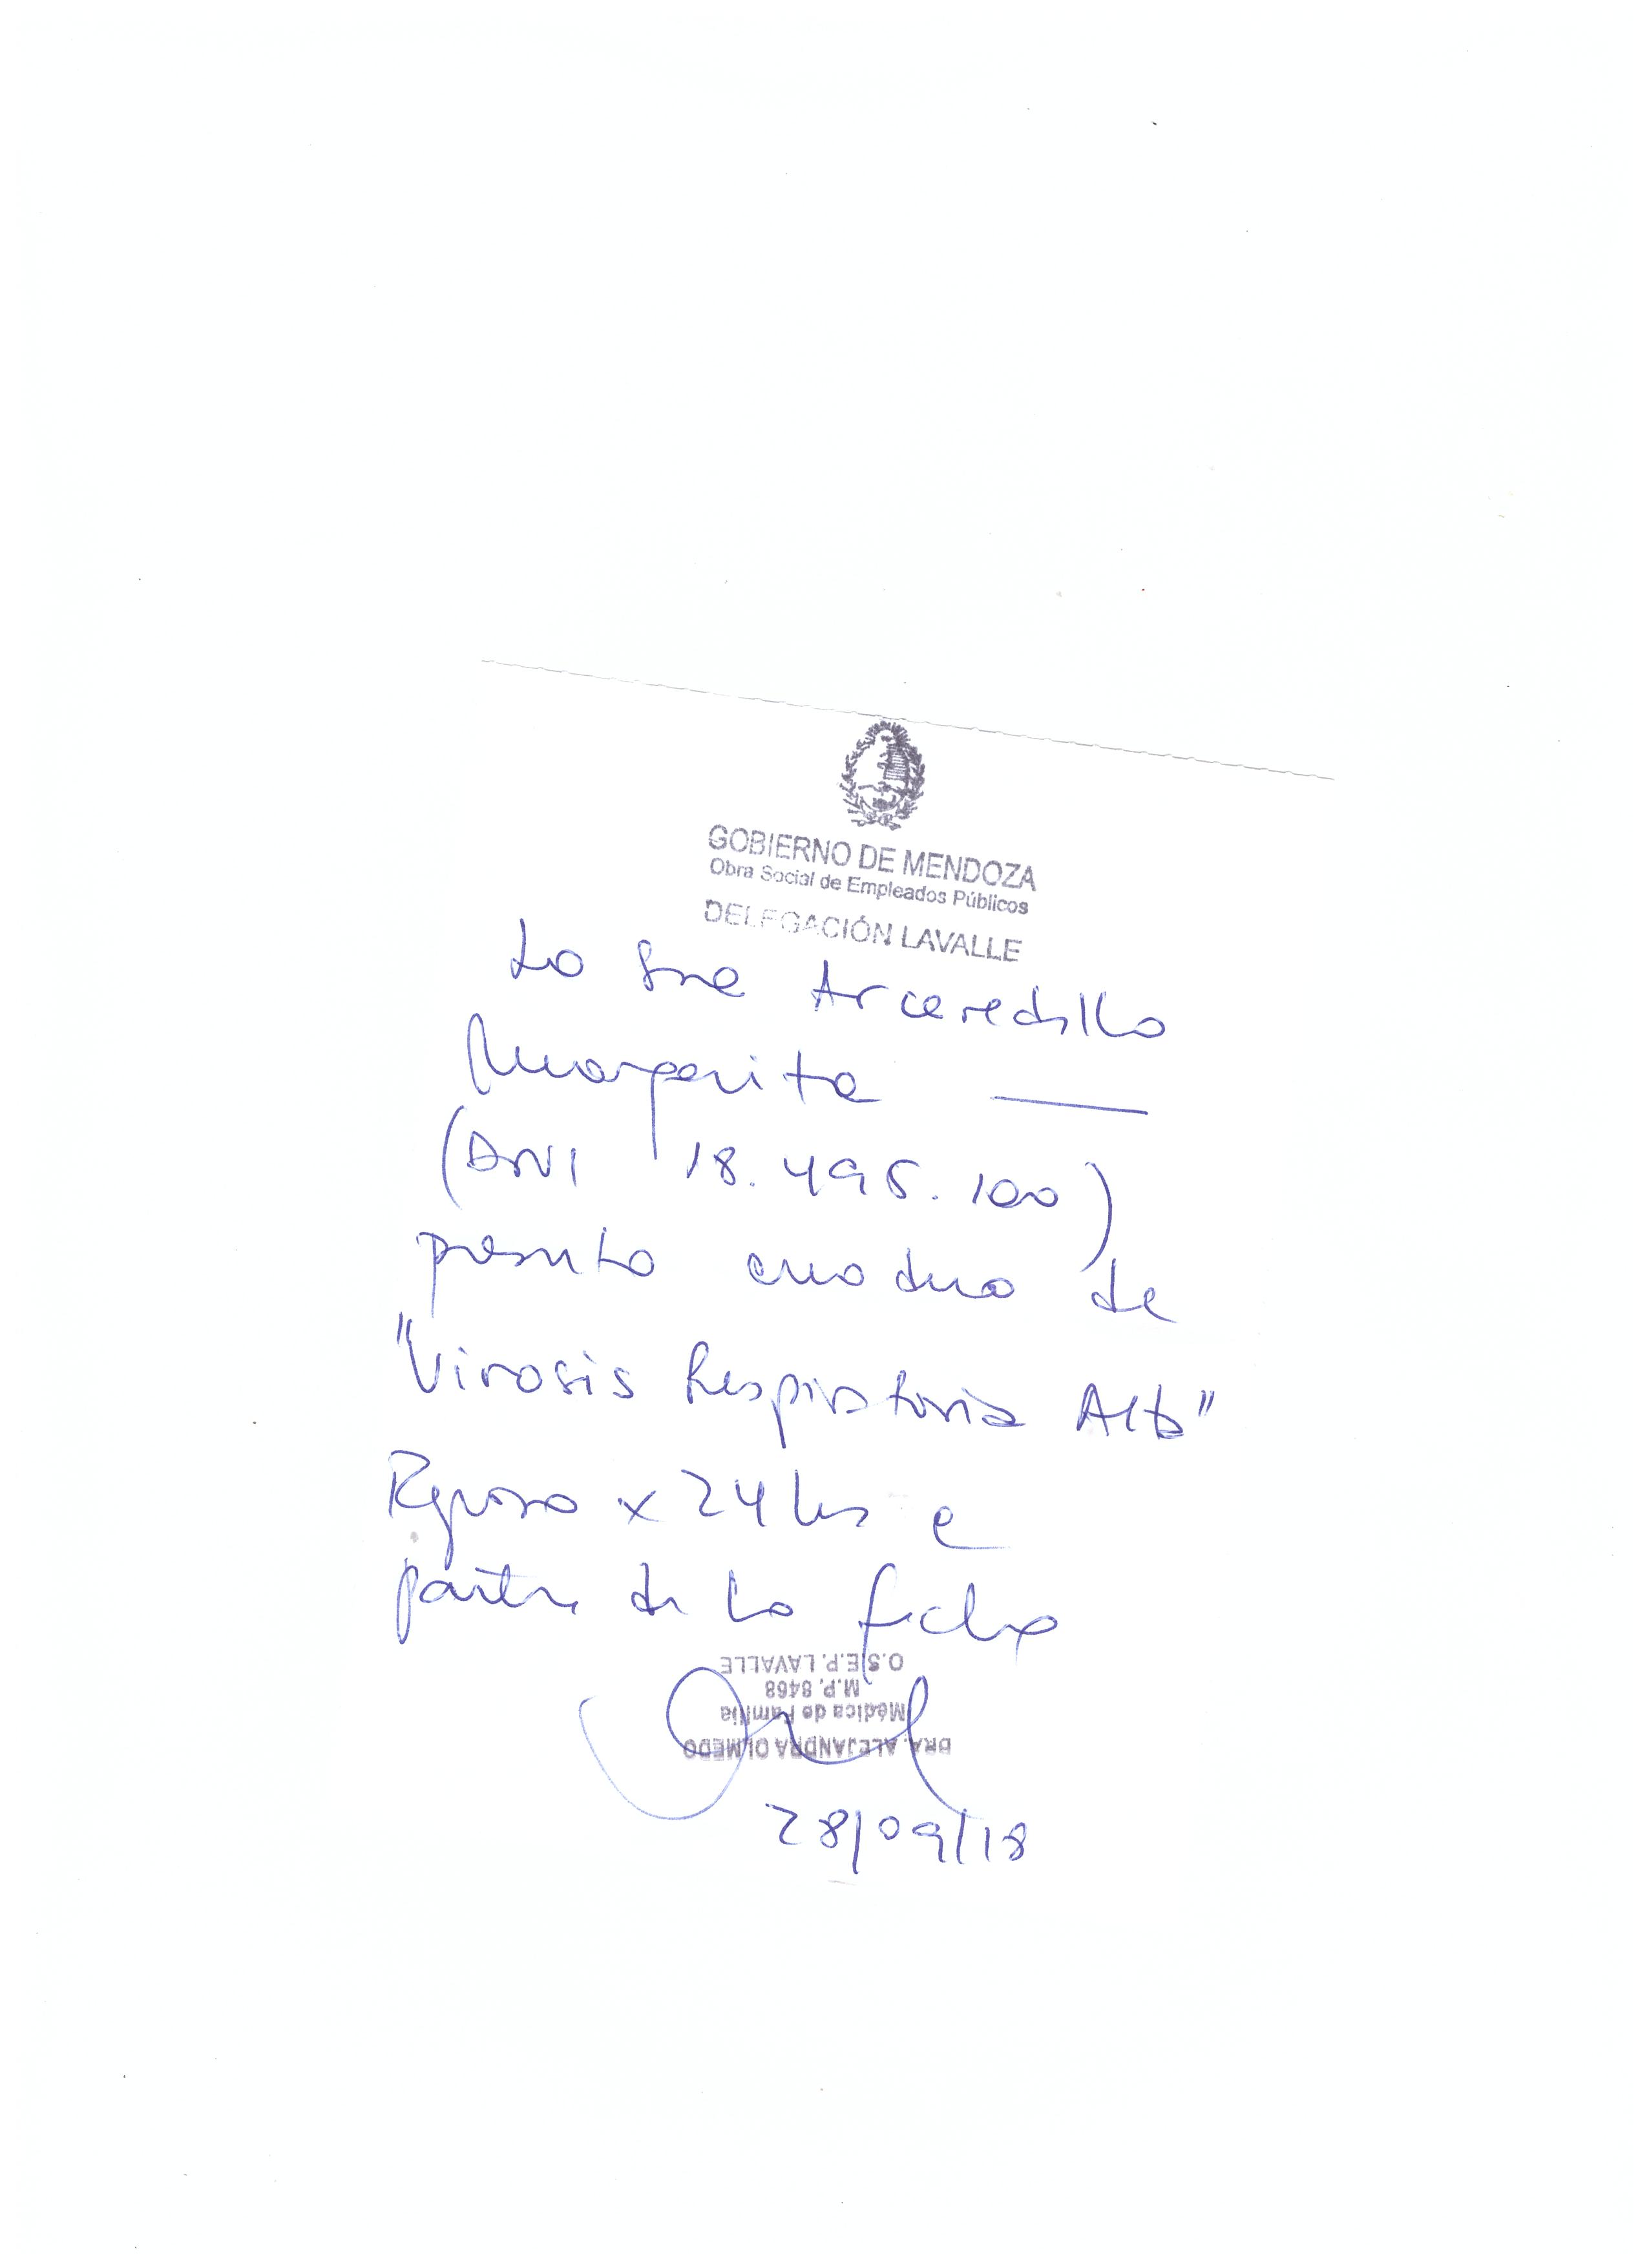 GOBIERNO DE MENDOZA
Obra Social de Empleados Públicos
DELEGACIÓN LAVALLE
La Sra Arceredillo
Margarita
(DNI 18.495.100)
presenta cuadro de
"Virosis Respiratoria Alta"
Reposo x 24 hs a
partir de la fecha
O.S.E.P. LAVALLE
M.P. 8468
Médica de Familia
DRA. ALEJANDRA OLMEDO
28/09/18